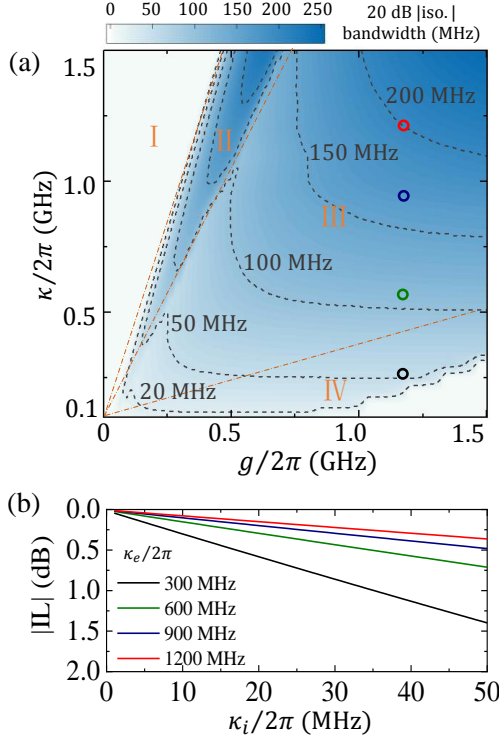 0 50 100 150 200 250
20 dB |iso.|
bandwidth (MHz)
(a)
1.5
1.0
0.5
0.1
κ/2π (GHz)
I
II
III
IV
200 MHz
150 MHz
100 MHz
50 MHz
20 MHz
0.0 0.5 1.0 1.5
g/2π (GHz)
(b)
0.0
0.5
1.0
1.5
2.0
|IL| (dB)
κₑ/2π
300 MHz
600 MHz
900 MHz
1200 MHz
0 10 20 30 40 50
κᵢ/2π (MHz)